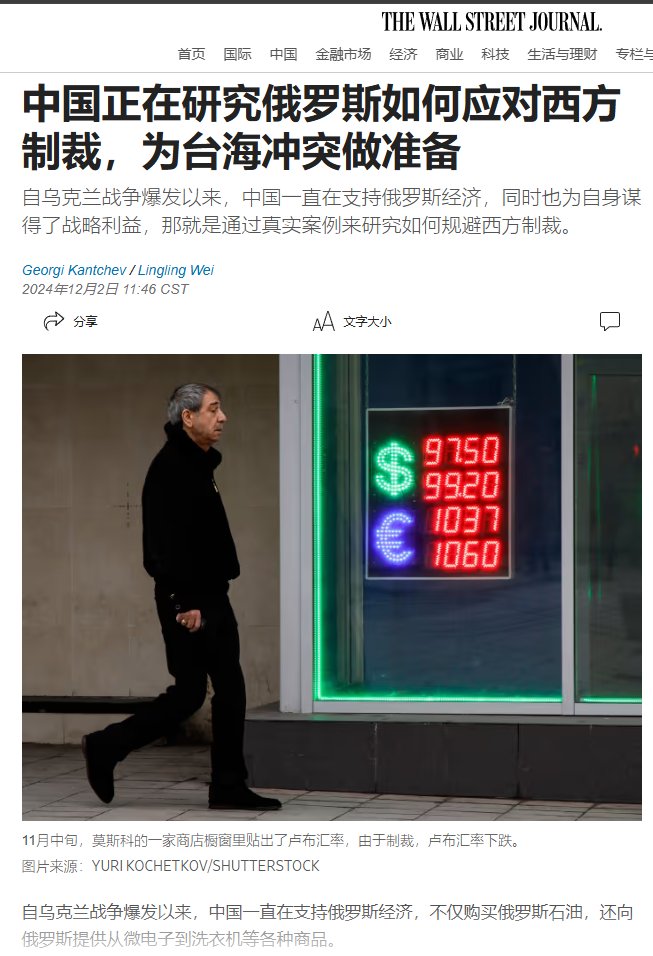 THE WALL STREET JOURNAL.
首页 国际 中国 金融市场 经济 商业 科技 生活与理财 专栏与
中国正在研究俄罗斯如何应对西方
制裁，为台海冲突做准备
自乌克兰战争爆发以来，中国一直在支持俄罗斯经济，同时也为自身谋
得了战略利益，那就是通过真实案例来研究如何规避西方制裁。
Georgi Kantchev / Lingling Wei
2024年12月2日 11:46 CST
分享 AA 文字大小
$ 97.50
99.20
€ 1037
1060
11月中旬，莫斯科的一家商店橱窗里贴出了卢布汇率，由于制裁，卢布汇率下跌。
图片来源：YURI KOCHETKOV/SHUTTERSTOCK
自乌克兰战争爆发以来，中国一直在支持俄罗斯经济，不仅购买俄罗斯石油，还向
俄罗斯提供从微电子到洗衣机等各种商品。